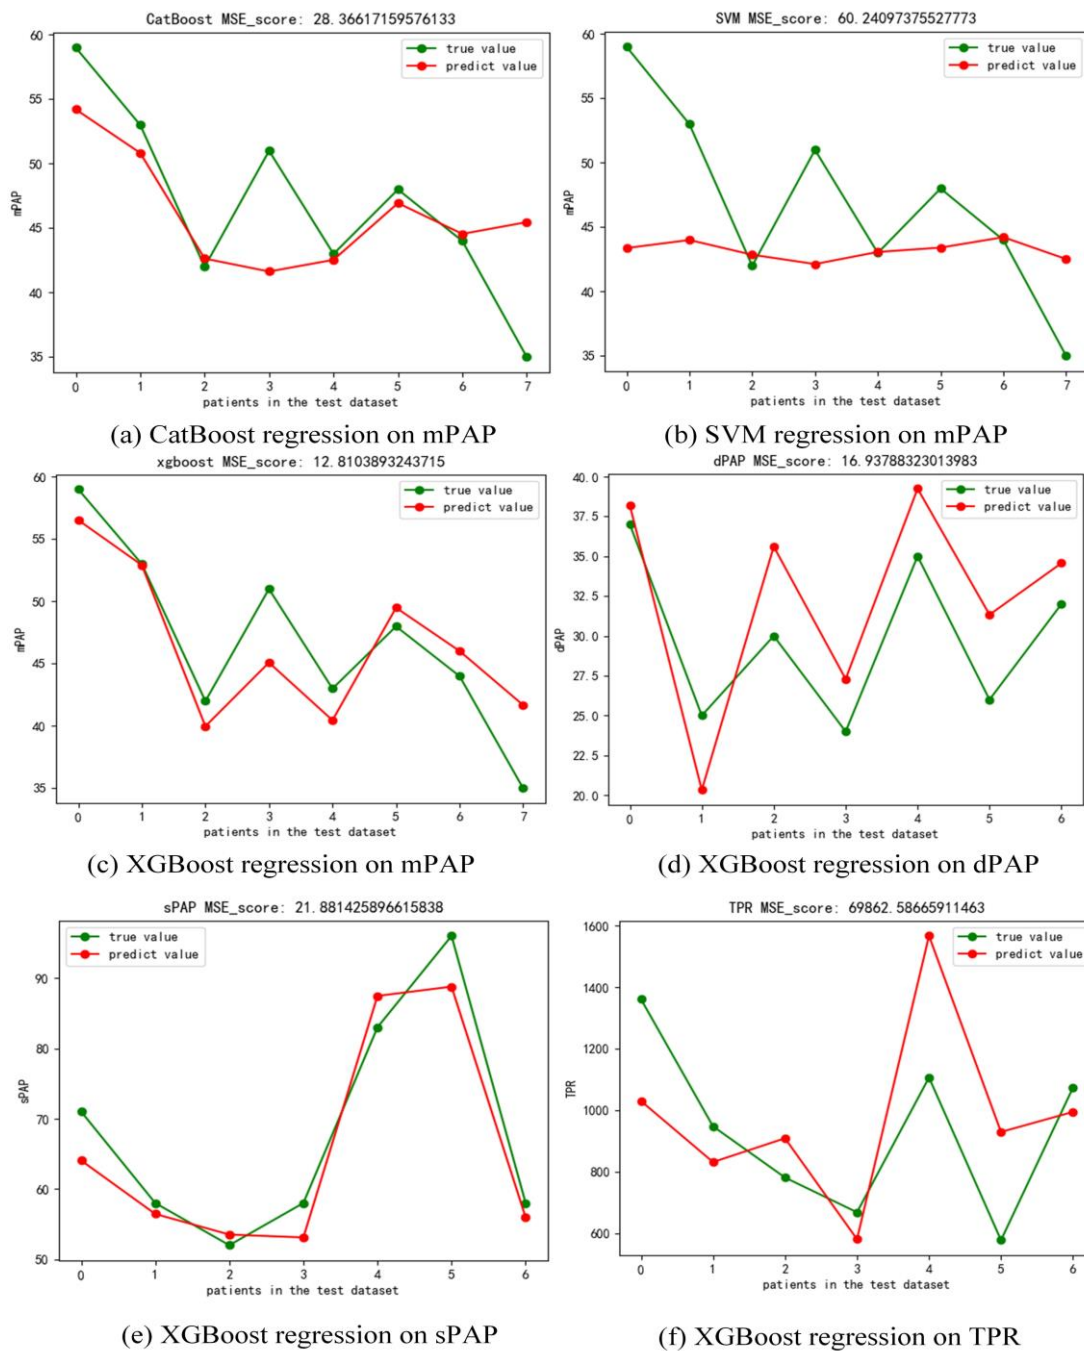 CatBoost MSE_score: 28.36617159576133
60
55
50
45
40
35
mPAP
true value
predict value
0 1 2 3 4 5 6 7
patients in the test dataset
(a) CatBoost regression on mPAP
SVM MSE_score: 60.24097375527773
60
55
50
45
40
35
mPAP
true value
predict value
0 1 2 3 4 5 6 7
patients in the test dataset
(b) SVM regression on mPAP
xgboost MSE_score: 12.8103893243715
60
55
50
45
40
35
mPAP
true value
predict value
0 1 2 3 4 5 6 7
patients in the test dataset
(c) XGBoost regression on mPAP
dPAP MSE_score: 16.93788323013983
40.0
37.5
35.0
32.5
30.0
27.5
25.0
22.5
20.0
dPAP
true value
predict value
0 1 2 3 4 5 6
patients in the test dataset
(d) XGBoost regression on dPAP
sPAP MSE_score: 21.881425896615838
90
80
70
60
50
sPAP
true value
predict value
0 1 2 3 4 5 6
patients in the test dataset
(e) XGBoost regression on sPAP
TPR MSE_score: 69862.58665911463
1600
1400
1200
1000
800
600
TPR
true value
predict value
0 1 2 3 4 5 6
patients in the test dataset
(f) XGBoost regression on TPR